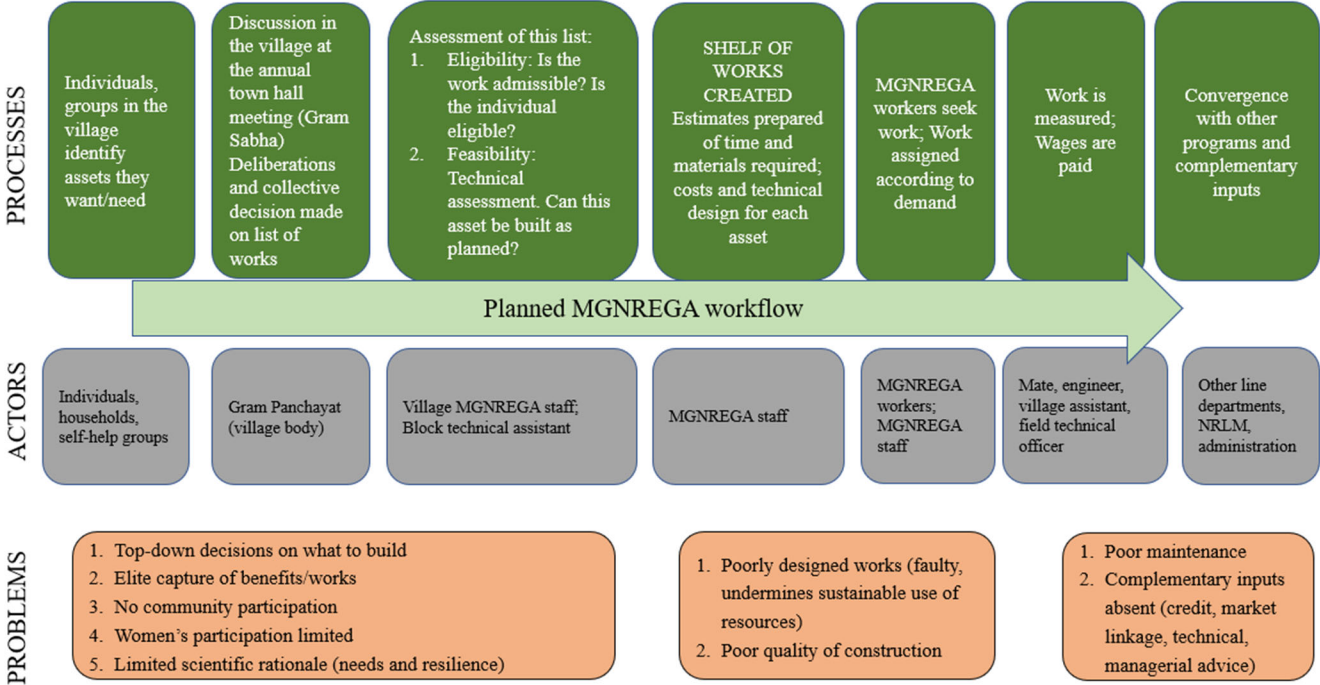 PROCESSES
Individuals,
groups in the
village
identify
assets they
want/need
Discussion in
the village at
the annual
town hall
meeting (Gram
Sabha)
Deliberations
and collective
decision made
on list of
works
Assessment of this list:
1. Eligibility: Is the
work admissible? Is
the individual
eligible?
2. Feasibility:
Technical
assessment. Can this
asset be built as
planned?
SHELF OF
WORKS
CREATED
Estimates prepared
of time and
materials required;
costs and technical
design for each
asset
MGNREGA
workers seek
work; Work
assigned
according to
demand
Work is
measured;
Wages are
paid
Convergence
with other
programs and
complementary
inputs
Planned MGNREGA workflow
ACTORS
Individuals,
households,
self-help groups
Gram Panchayat
(village body)
Village MGNREGA staff;
Block technical assistant
MGNREGA staff
MGNREGA
workers;
MGNREGA
staff
Mate, engineer,
village assistant,
field technical
officer
Other line
departments,
NRLM,
administration
PROBLEMS
1. Top-down decisions on what to build
2. Elite capture of benefits/works
3. No community participation
4. Women's participation limited
5. Limited scientific rationale (needs and resilience)
1. Poorly designed works (faulty,
undermines sustainable use of
resources)
2. Poor quality of construction
1. Poor maintenance
2. Complementary inputs
absent (credit, market
linkage, technical,
managerial advice)